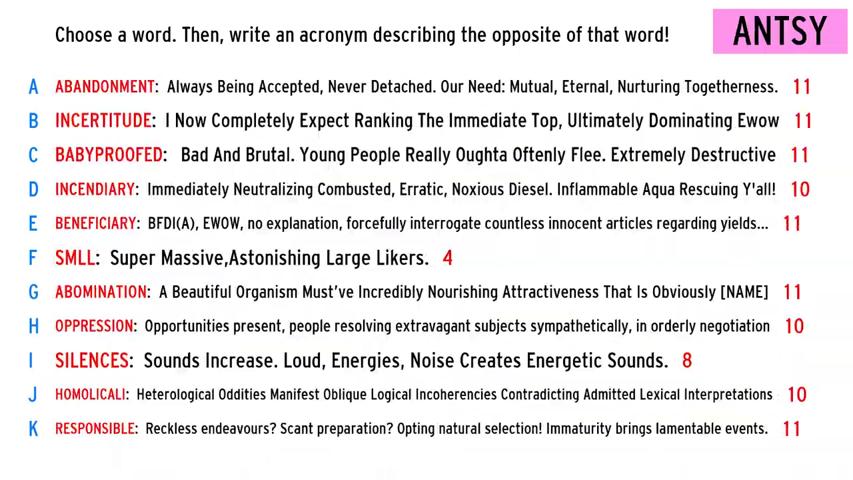 Choose a word. Then, write an acronym describing the opposite of that word!
ANTSY
A ABANDONMENT: Always Being Accepted, Never Detached. Our Need: Mutual, Eternal, Nurturing Togetherness. 11
B INCERTITUDE: I Now Completely Expect Ranking The Immediate Top, Ultimately Dominating Ewow 11
C BABYPROOFED: Bad And Brutal. Young People Really Oughta Oftenly Flee. Extremely Destructive 11
D INCENDIARY: Immediately Neutralizing Combusted, Erratic, Noxious Diesel. Inflammable Aqua Rescuing Y'all! 10
E BENEFICIARY: BFDI(A), EWOW, no explanation, forcefully interrogate countless innocent articles regarding yields... 11
F SMLL: Super Massive,Astonishing Large Likers. 4
G ABOMINATION: A Beautiful Organism Must've Incredibly Nourishing Attractiveness That Is Obviously [NAME] 11
H OPPRESSION: Opportunities present, people resolving extravagant subjects sympathetically, in orderly negotiation 10
I SILENCES: Sounds Increase. Loud, Energies, Noise Creates Energetic Sounds. 8
J HOMOLICALI: Heterological Oddities Manifest Oblique Logical Incoherencies Contradicting Admitted Lexical Interpretations 10
K RESPONSIBLE: Reckless endeavours? Scant preparation? Opting natural selection! Immaturity brings lamentable events. 11